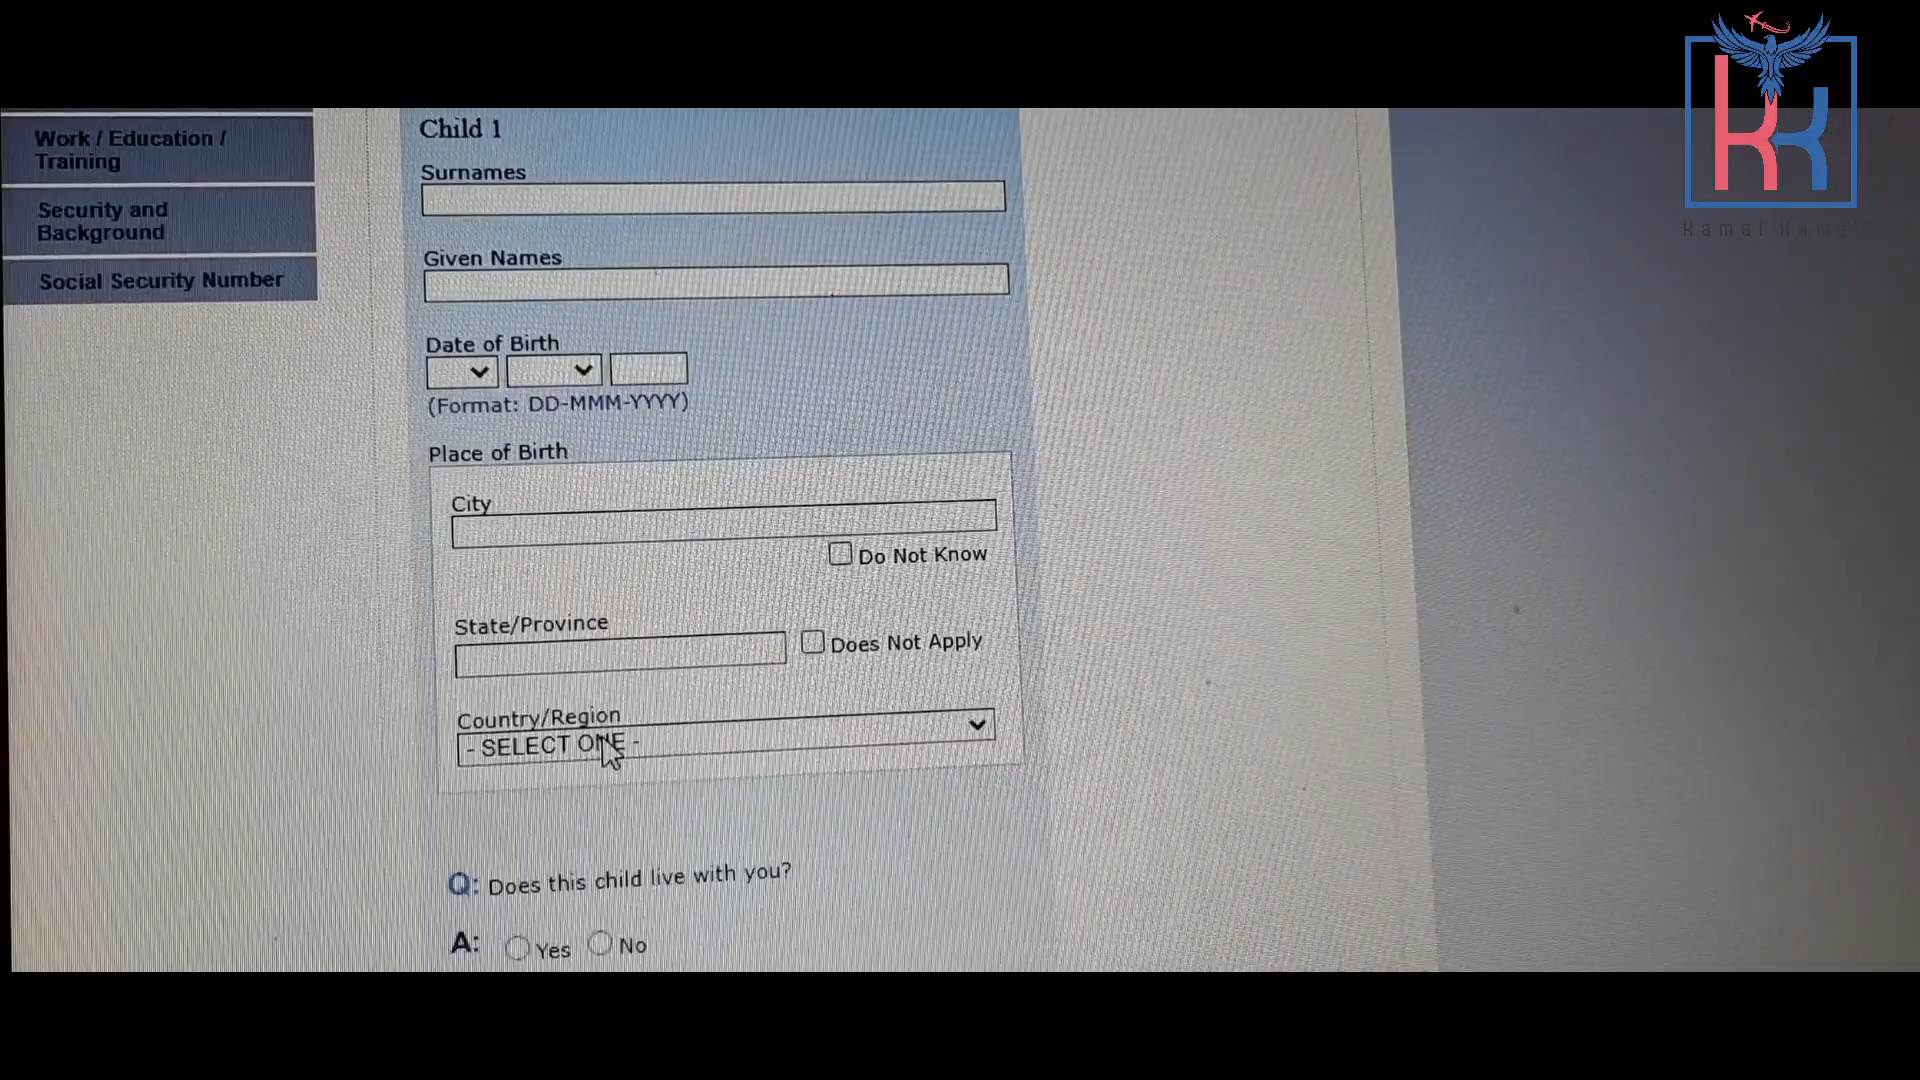 Work / Education /
Training
Security and
Background
Social Security Number
Child 1
Surnames
Given Names
Date of Birth
(Format: DD-MMM-YYYY)
Place of Birth
City
Do Not Know
State/Province
Does Not Apply
Country/Region
- SELECT ONE -
Q: Does this child live with you?
A: Yes No
KK